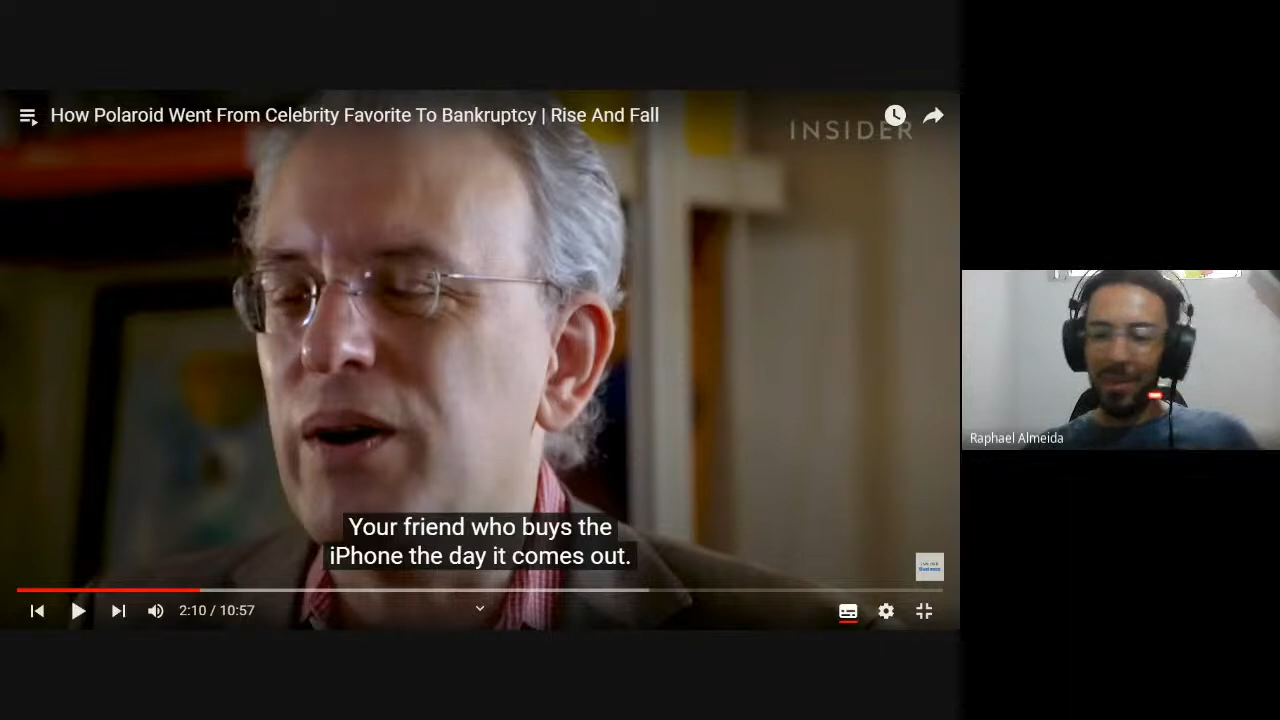 How Polaroid Went From Celebrity Favorite To Bankruptcy | Rise And Fall
INSIDER
Your friend who buys the
iPhone the day it comes out.
2:10 / 10:57
Raphael Almeida